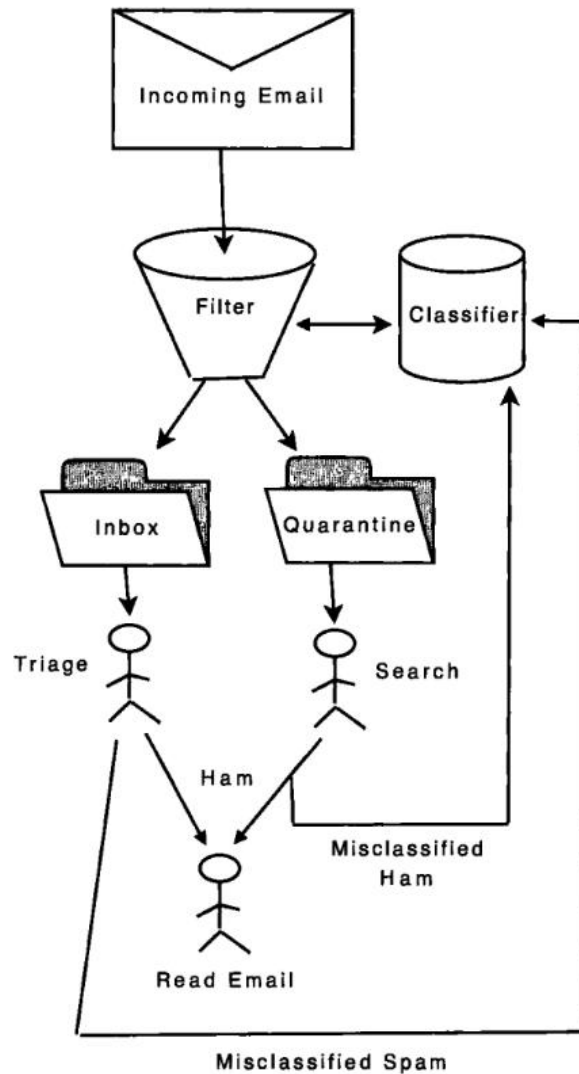 Incoming Email
Filter
Classifier
Inbox
Quarantine
Triage
Search
Ham
Misclassified
Ham
Read Email
Misclassified Spam